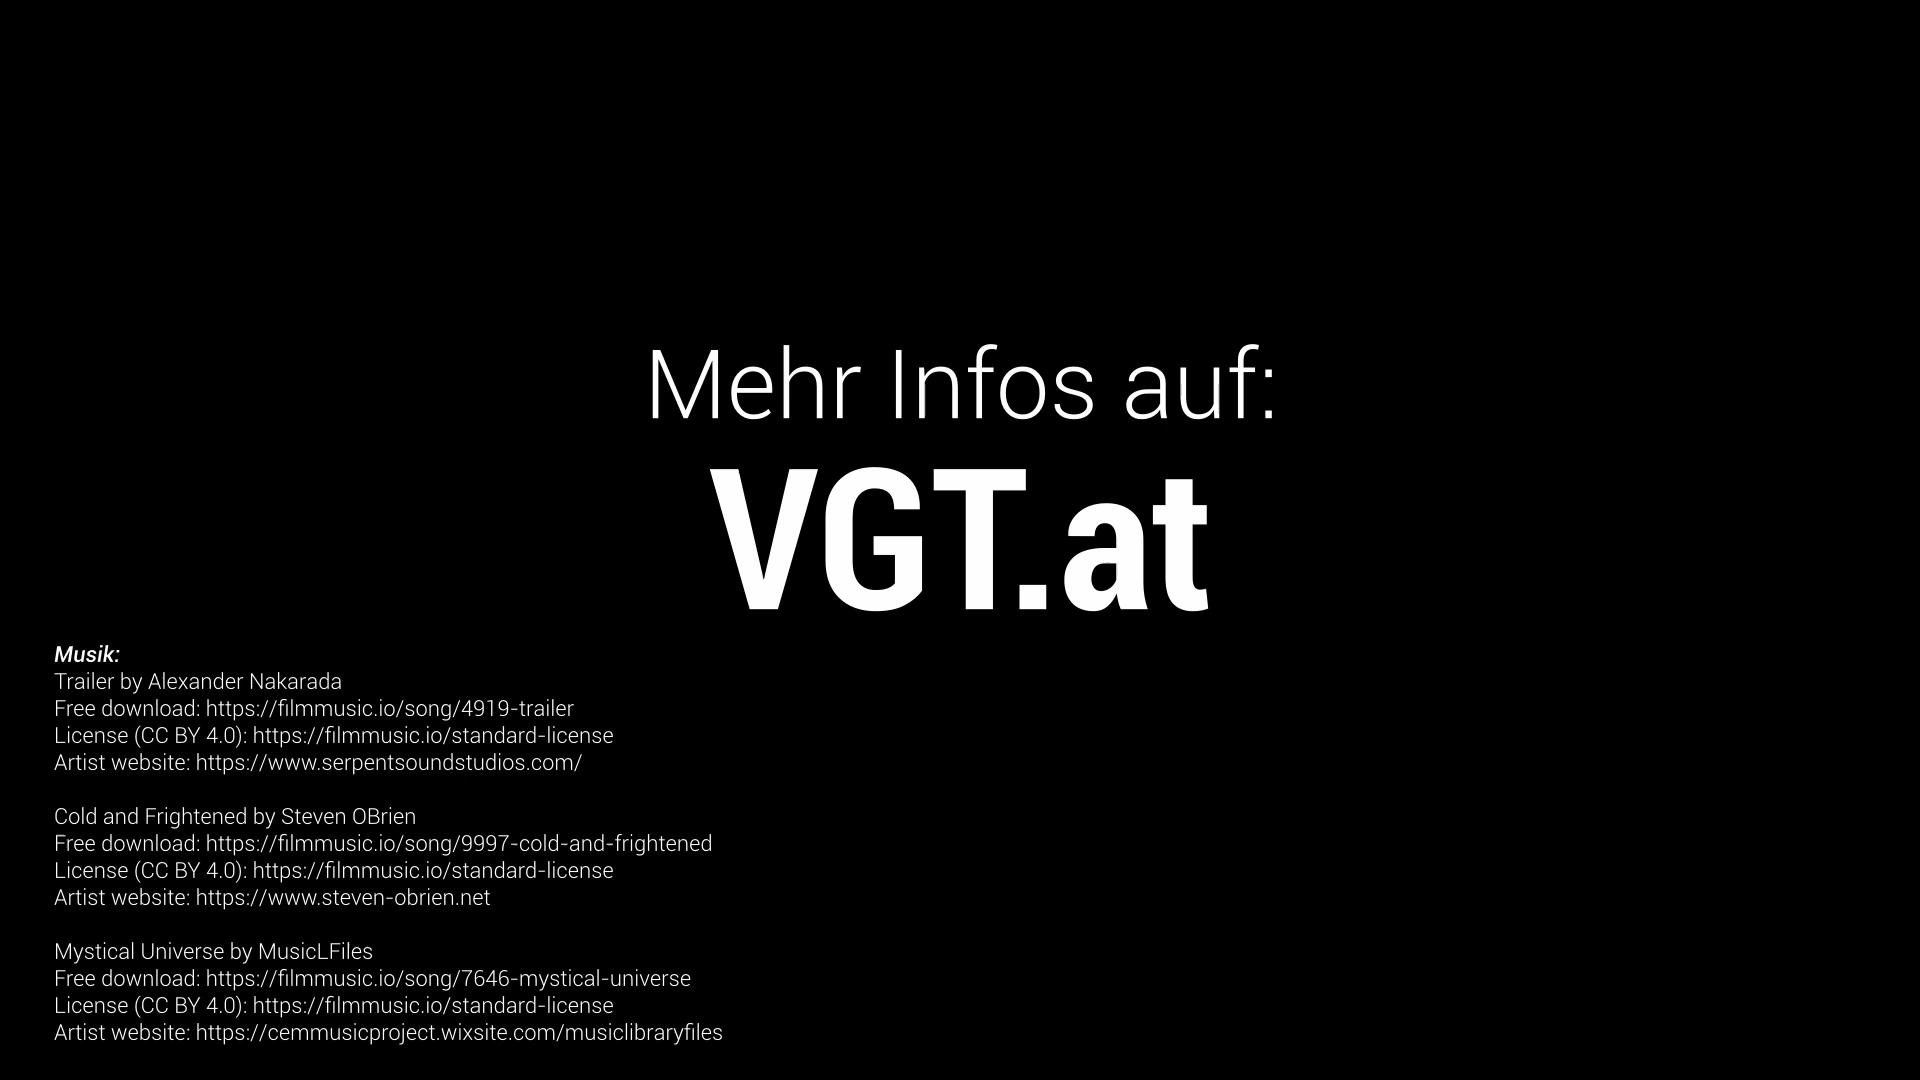 Mehr Infos auf:
VGT.at
Musik:
Trailer by Alexander Nakarada
Free download: https://filmmusic.io/song/4919-trailer
License (CC BY 4.0): https://filmmusic.io/standard-license
Artist website: https://www.serpentsoundstudios.com/
Cold and Frightened by Steven OBrien
Free download: https://filmmusic.io/song/9997-cold-and-frightened
License (CC BY 4.0): https://filmmusic.io/standard-license
Artist website: https://www.steven-obrien.net
Mystical Universe by MusicLFiles
Free download: https://filmmusic.io/song/7646-mystical-universe
License (CC BY 4.0): https://filmmusic.io/standard-license
Artist website: https://cemmusicproject.wixsite.com/musiclibraryfiles